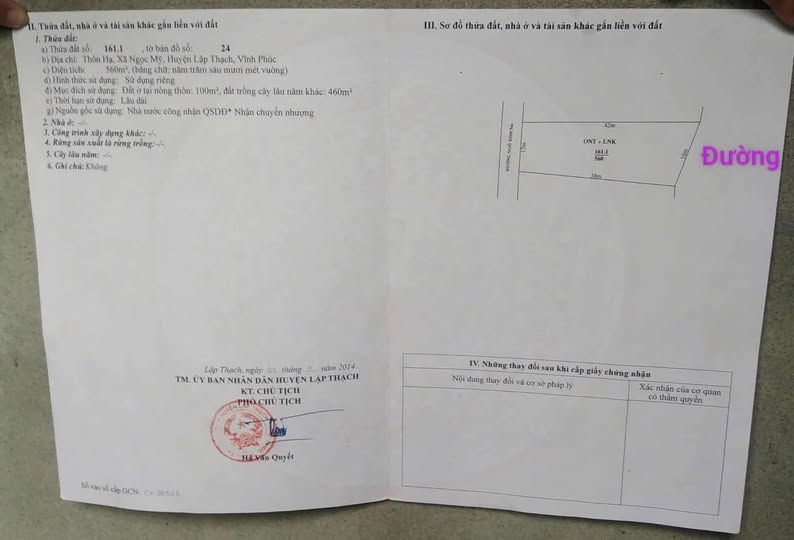 II. Thửa đất, nhà ở và tài sản khác gắn liền với đất
1. Thửa đất:
a) Thửa đất số: 161.1 , tờ bản đồ số: 24
b) Địa chỉ: Thôn Hạ, Xã Ngọc Mỹ, Huyện Lập Thạch, Vĩnh Phúc
c) Diện tích: 560m², (bằng chữ: năm trăm sáu mươi mét vuông)
d) Hình thức sử dụng: Sử dụng riêng
đ) Mục đích sử dụng: Đất ở tại nông thôn: 100m², đất trồng cây lâu năm khác: 460m²
e) Thời hạn sử dụng: Lâu dài
g) Nguồn gốc sử dụng: Nhà nước công nhận QSDĐ* Nhận chuyển nhượng
2. Nhà ở: -/-
3. Công trình xây dựng khác: -/-
4. Rừng sản xuất là rừng trồng: -/-
5. Cây lâu năm: -/-
6. Ghi chú: Không
Lập Thạch, ngày tháng năm 2014
TM. ỦY BAN NHÂN DÂN HUYỆN LẬP THẠCH
KT. CHỦ TỊCH
PHÓ CHỦ TỊCH
Hà Văn Quyết
Số vào sổ cấp GCN:
III. Sơ đồ thửa đất, nhà ở và tài sản khác gắn liền với đất
42m
ONT + LNK
161.1
560
38m
Đường
IV. Những thay đổi sau khi cấp giấy chứng nhận
Nội dung thay đổi và cơ sở pháp lý
Xác nhận của cơ quan
có thẩm quyền